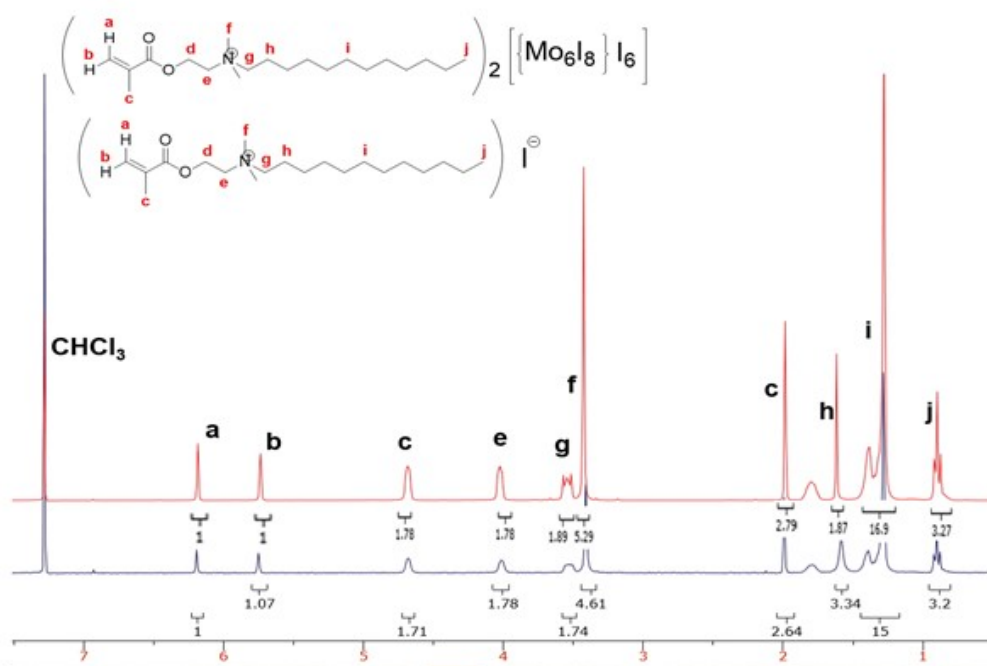 a
b
H
H
O
O
c
d
e
f
N⊕
g
h
i
j
2 [{Mo₆I₈} I₆]
a
b
H
H
O
O
c
d
e
f
N⊕
g
h
i
j
I⊖
CHCl₃
a
b
c
e
g
f
c
h
i
j
1 1 1.78 1.78 1.89 5.29 2.79 1.87 16.9 3.27
1.07 1.78 4.61 3.34 3.2
1 1.71 1.74 2.64 15
7 6 5 4 3 2 1